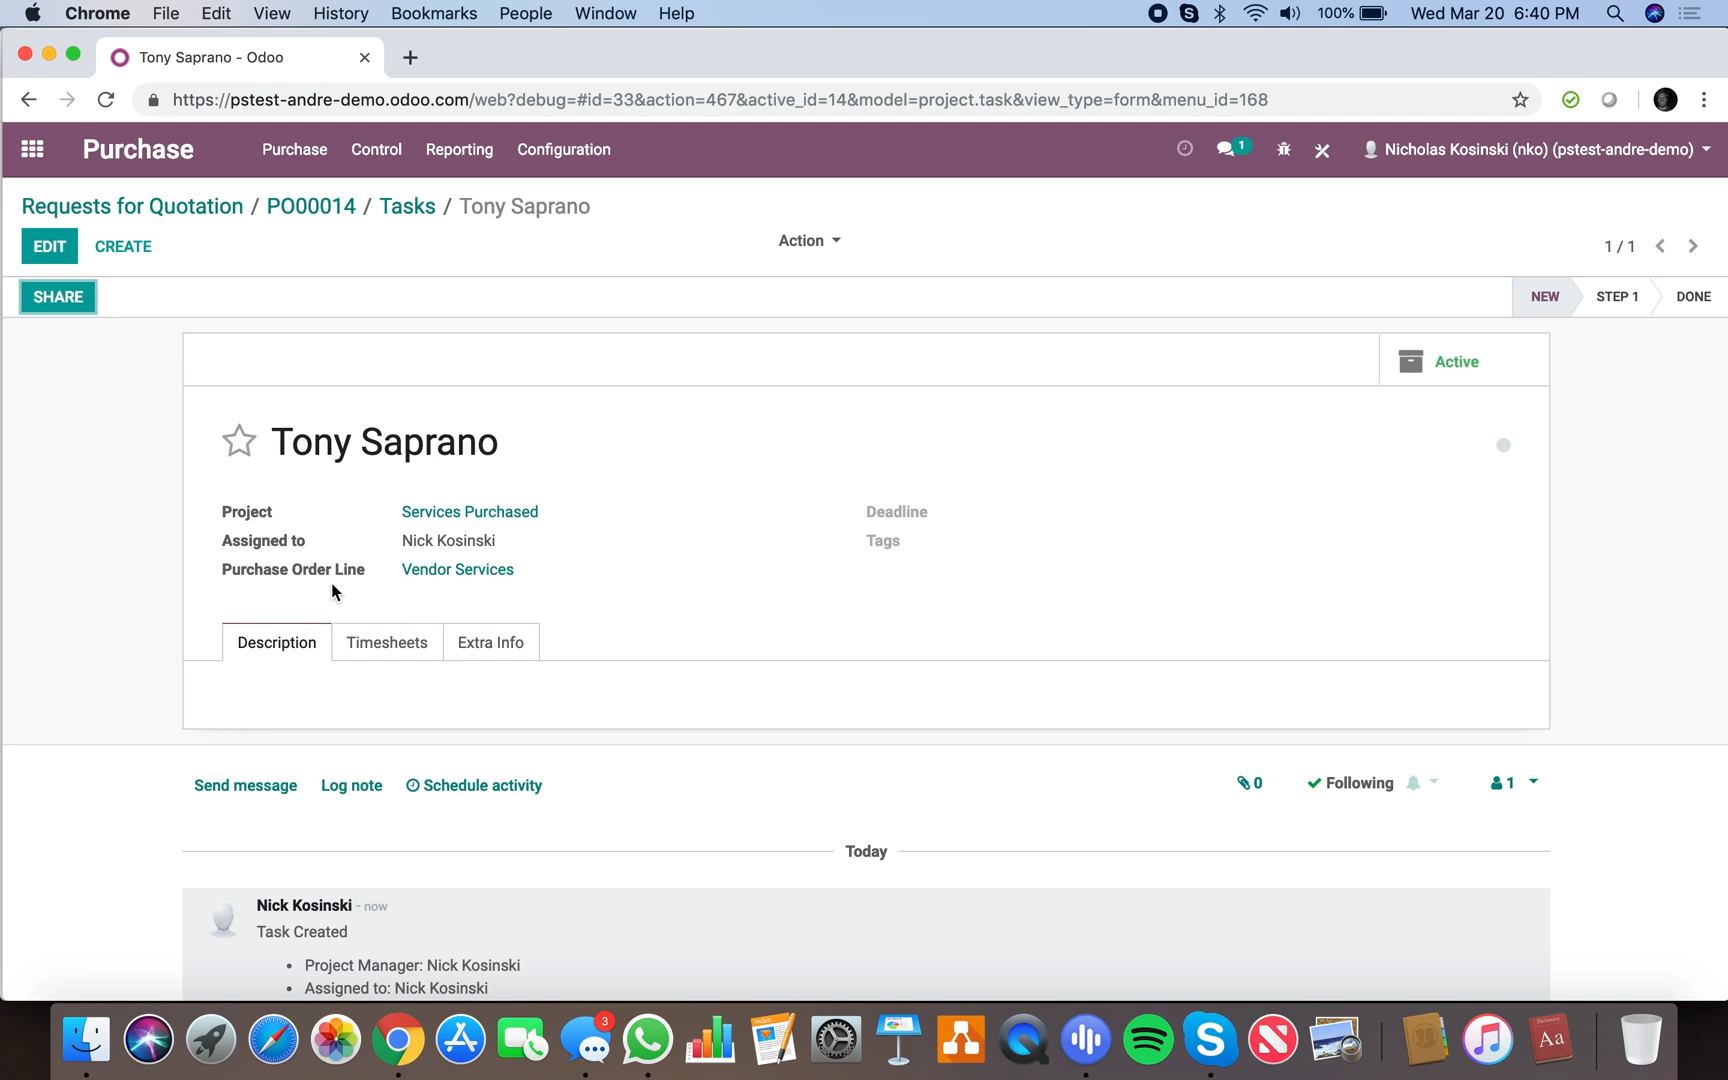 Chrome File Edit View History Bookmarks People Window Help 100% Wed Mar 20 6:40 PM
Tony Saprano - Odoo
https://pstest-andre-demo.odoo.com/web?debug=#id=33&action=467&active_id=14&model=project.task&view_type=form&menu_id=168
Purchase Purchase Control Reporting Configuration 1 Nicholas Kosinski (nko) (pstest-andre-demo)
Requests for Quotation / PO00014 / Tasks / Tony Saprano
EDIT CREATE Action 1 / 1
SHARE NEW STEP 1 DONE
Active
Tony Saprano
Project Services Purchased Deadline
Assigned to Nick Kosinski Tags
Purchase Order Line Vendor Services
Description Timesheets Extra Info
Send message Log note Schedule activity 0 Following 1
Today
Nick Kosinski - now
Task Created
• Project Manager: Nick Kosinski
• Assigned to: Nick Kosinski
3
Dictionary
Aa